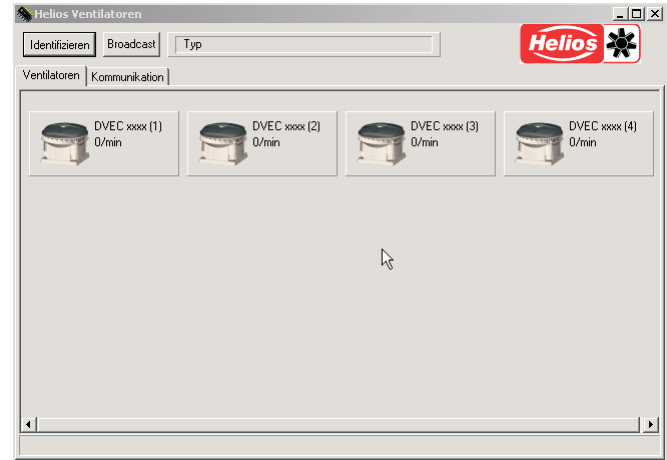 Helios Ventilatoren
Identifizieren Broadcast Typ
Helios
Ventilatoren Kommunikation
DVEC xxxx (1) DVEC xxxx (2) DVEC xxxx (3) DVEC xxxx (4)
0/min 0/min 0/min 0/min